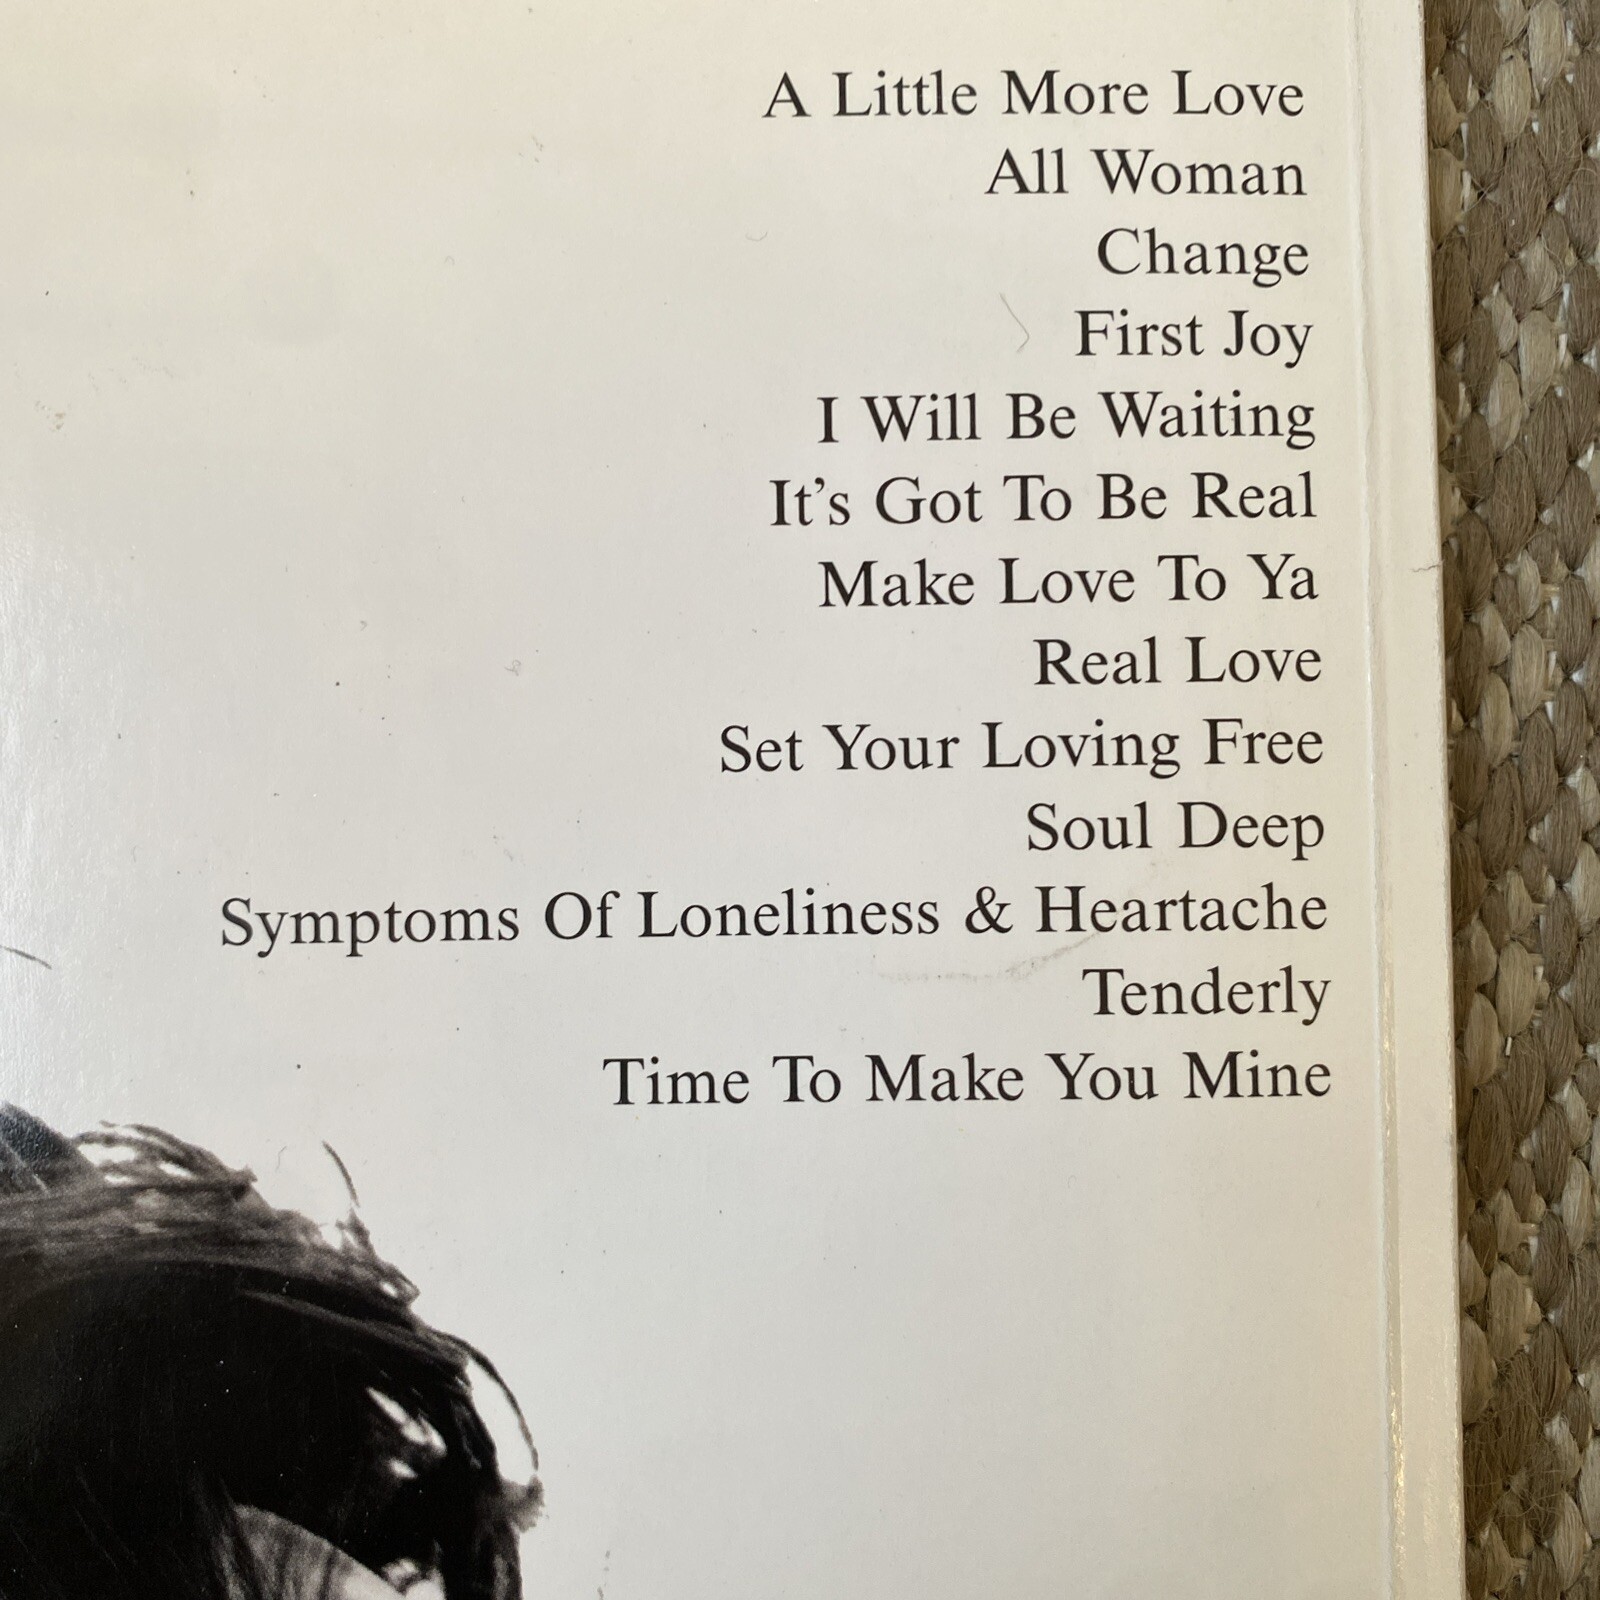 A Little More Love
All Woman
Change
First Joy
I Will Be Waiting
It's Got To Be Real
Make Love To Ya
Real Love
Set Your Loving Free
Soul Deep
Symptoms Of Loneliness & Heartache
Tenderly
Time To Make You Mine